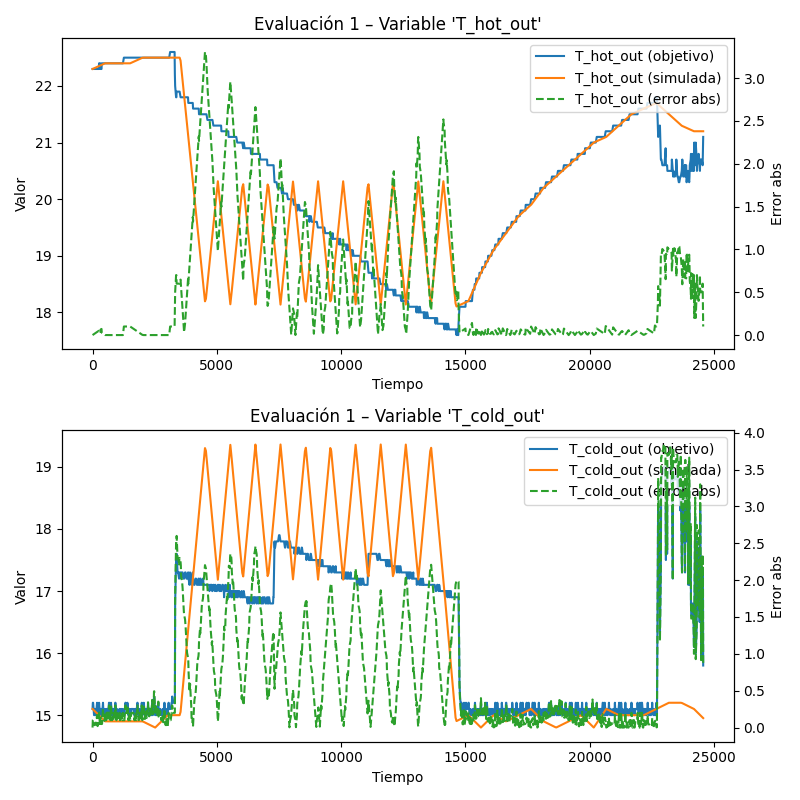 Evaluación 1 – Variable 'T_hot_out'
T_hot_out (objetivo)
T_hot_out (simulada)
T_hot_out (error abs)
Valor
22
21
20
19
18
3.0
2.5
2.0
1.5
1.0
0.5
0.0
Error abs
0
5000
10000
15000
20000
25000
Tiempo
Evaluación 1 – Variable 'T_cold_out'
T_cold_out (objetivo)
T_cold_out (simulada)
T_cold_out (error abs)
Valor
19
18
17
16
15
4.0
3.5
3.0
2.5
2.0
1.5
1.0
0.5
0.0
Error abs
0
5000
10000
15000
20000
25000
Tiempo